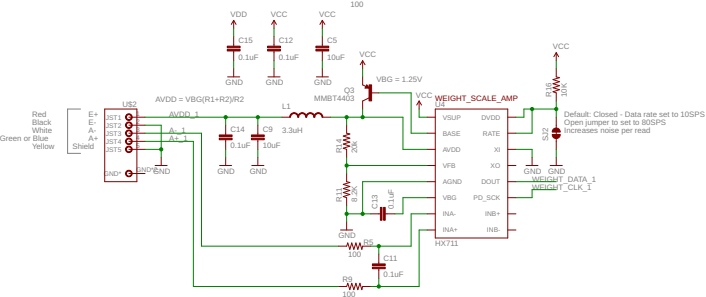 100
VDD
VCC
VCC
C15
0.1uF
C12
0.1uF
C5
10uF
GND
GND
GND
VCC
VBG = 1.25V
Q3
MMBT4403
VCC
WEIGHT_SCALE_AMP
U4
VCC
R16
10K
U$2
AVDD = VBG(R1+R2)/R2
L1
3.3uH
AVDD_1
A-_1
A+_1
Red
Black
White
Green or Blue
Yellow
E+
E-
A-
A+
Shield
JST1
JST2
JST3
JST4
JST5
GND*
GND*
GND
C14
0.1uF
C9
10uF
GND
GND
R14
20k
R11
8.2K
C13
0.1uF
GND
R5
100
C11
0.1uF
R9
100
VSUP
BASE
AVDD
VFB
AGND
VBG
INA-
INA+
DVDD
RATE
XI
XO
DOUT
PD_SCK
INB+
INB-
HX711
SJ2
Default: Closed - Data rate set to 10SPS
Open jumper to set to 80SPS
Increases noise per read
GND
GND
WEIGHT_DATA_1
WEIGHT_CLK_1